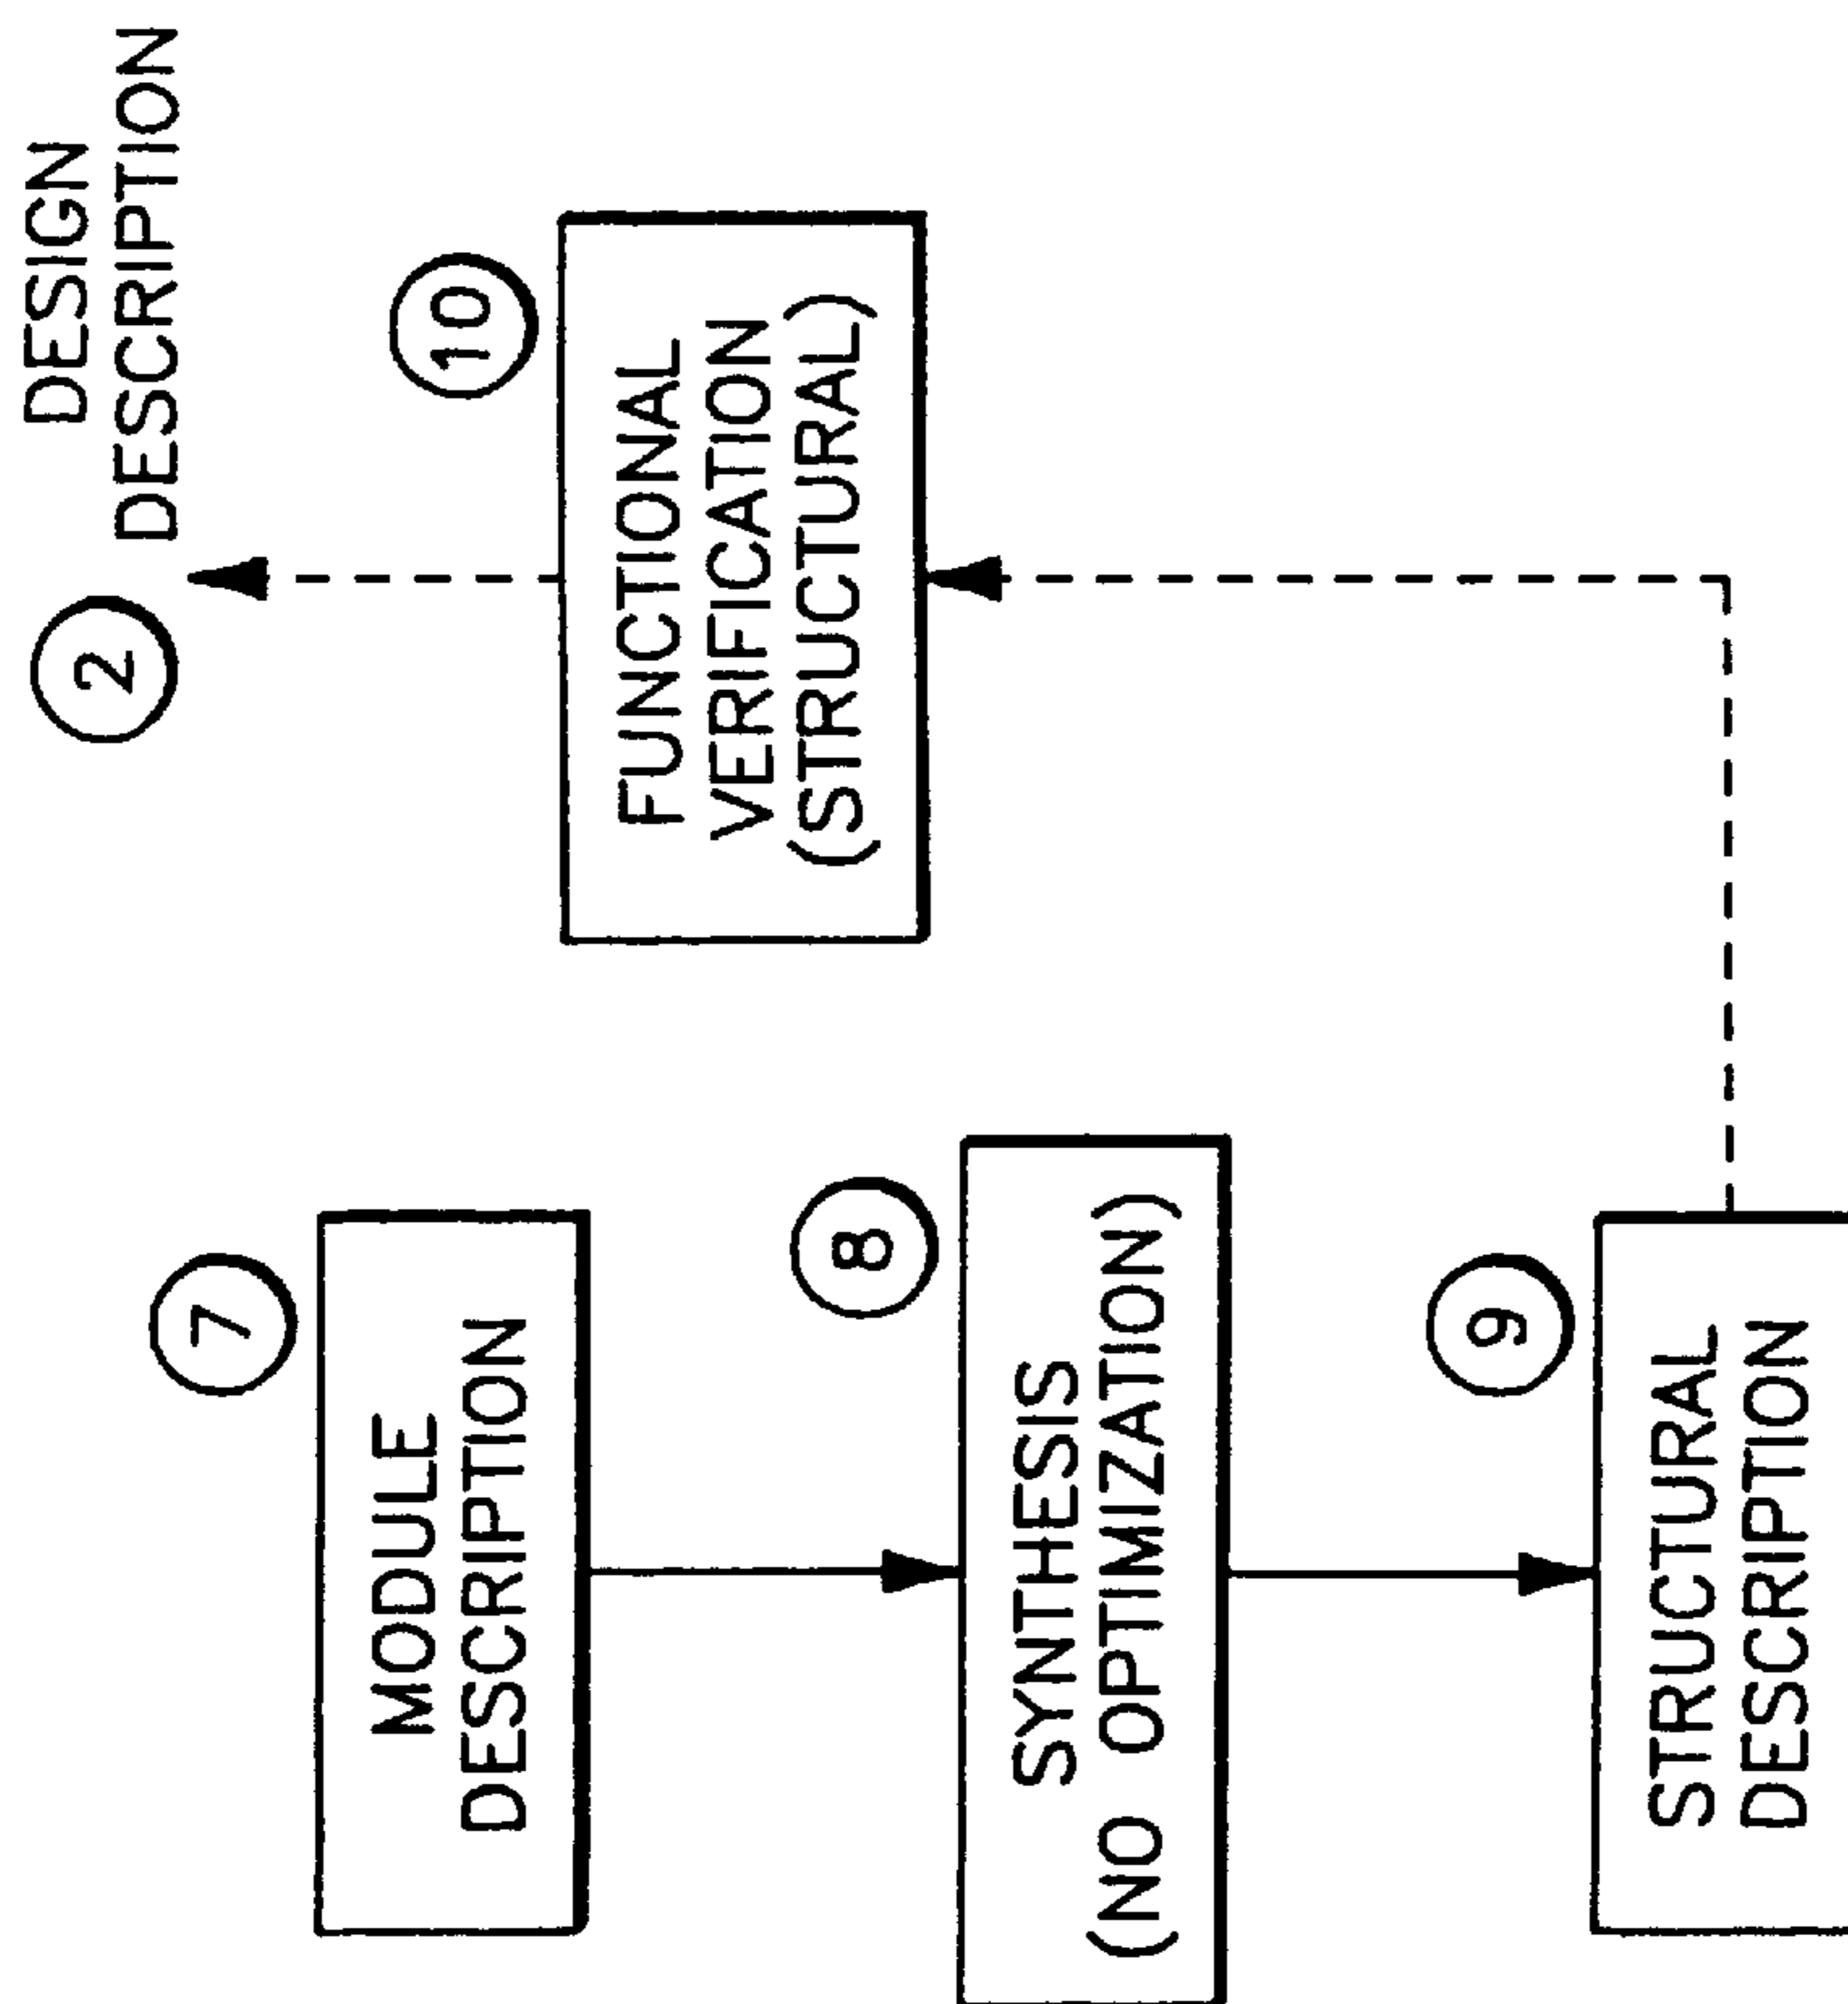 2
DESIGN
DESCRIPTION
7
MODULE
DESCRIPTION
10
FUNCTIONAL
VERIFICATION
(STRUCTURAL)
8
SYNTHESIS
(NO OPTIMIZATION)
9
STRUCTURAL
DESCRIPTION